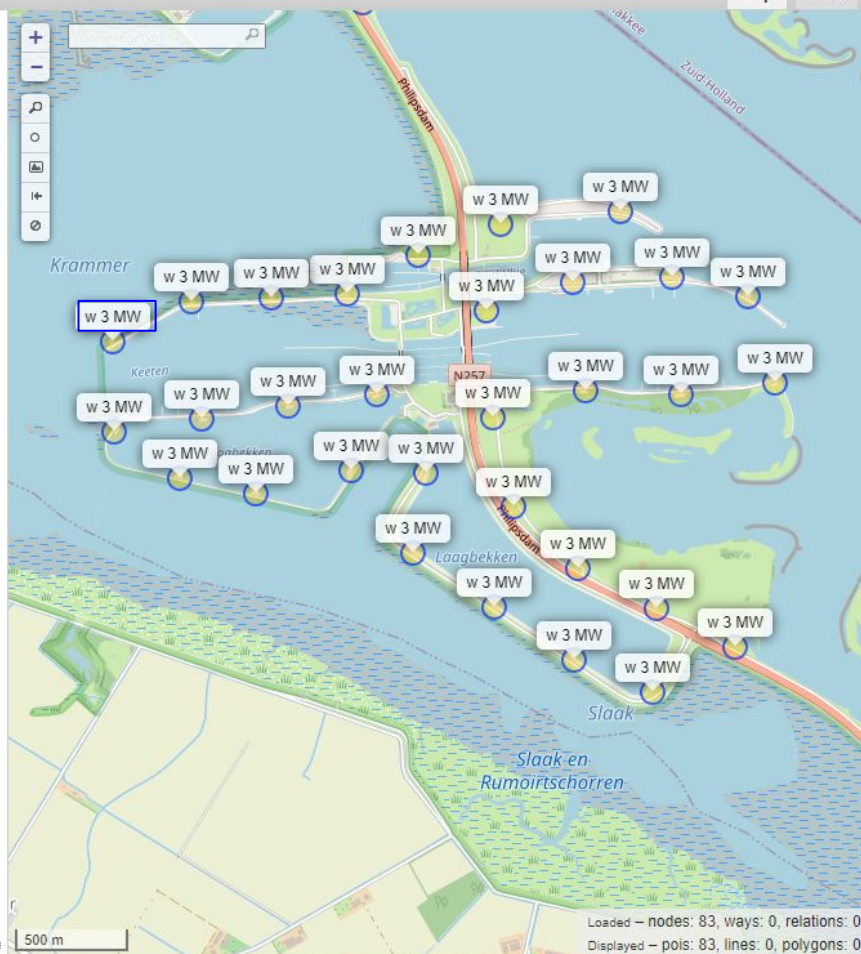 Zuid-Holland
Philipsdam
w 3 MW
w 3 MW
w 3 MW
Krammer
w 3 MW
w 3 MW
w 3 MW
w 3 MW
w 3 MW
w 3 MW
w 3 MW
w 3 MW
w 3 MW
w 3 MW
w 3 MW
w 3 MW
Keeten
N257
w 3 MW
w 3 MW
w 3 MW
w 3 MW
w 3 MW
w 3 MW
w 3 MW
w 3 MW
w 3 MW
Philipsdam
w 3 MW
w 3 MW
Laagbekken
w 3 MW
w 3 MW
w 3 MW
w 3 MW
w 3 MW
Slaak
Slaak en
Rumoirtschorren
500 m
Loaded – nodes: 83, ways: 0, relations: 0
Displayed – pois: 83, lines: 0, polygons: 0